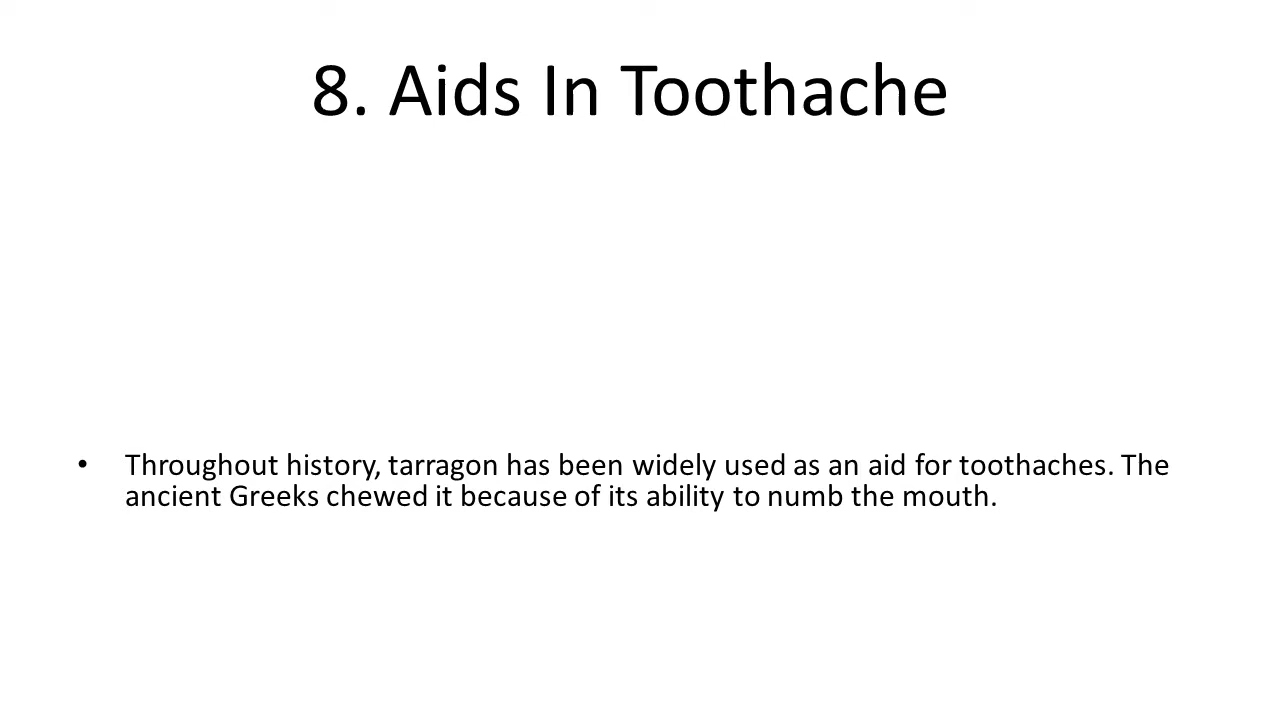 8. Aids In Toothache
• Throughout history, tarragon has been widely used as an aid for toothaches. The
ancient Greeks chewed it because of its ability to numb the mouth.